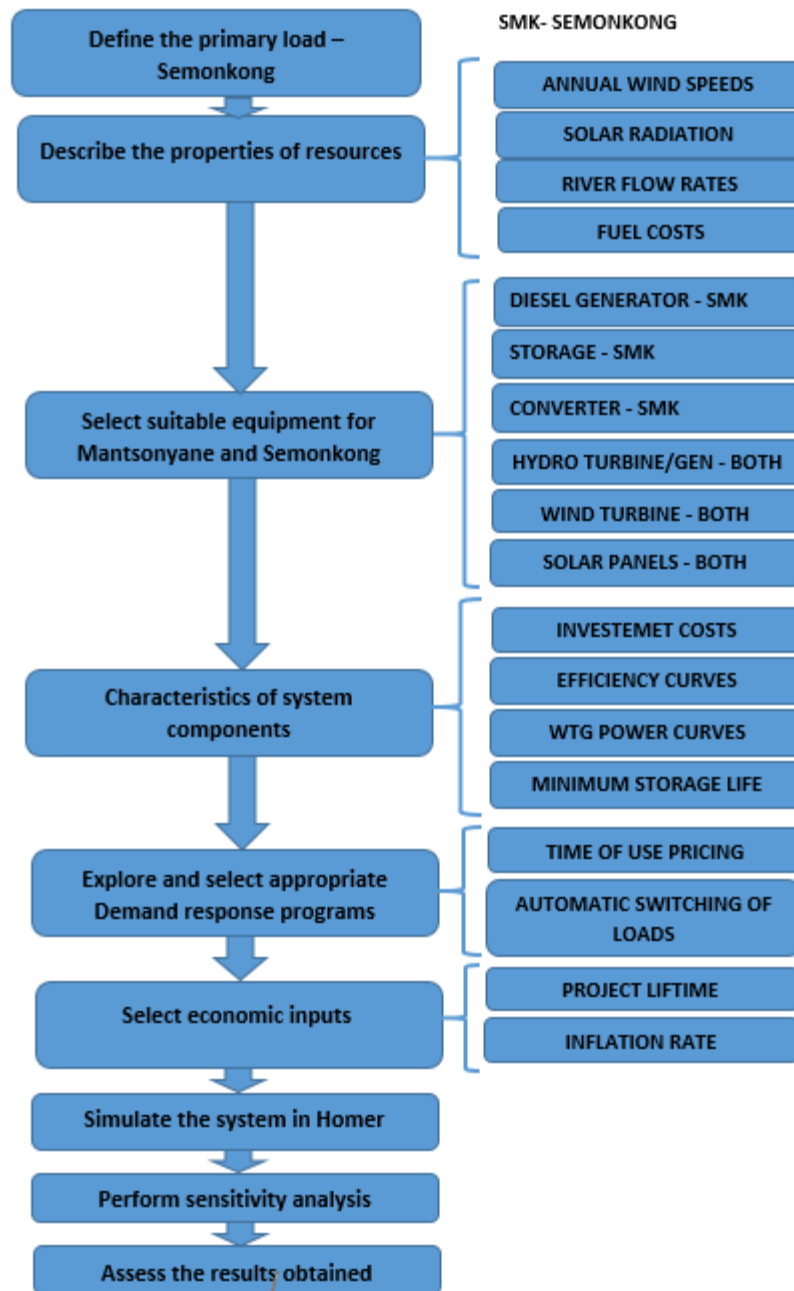 SMK- SEMONKONG
Define the primary load –
Semonkong
Describe the properties of resources
ANNUAL WIND SPEEDS
SOLAR RADIATION
RIVER FLOW RATES
FUEL COSTS
Select suitable equipment for
Mantsonyane and Semonkong
DIESEL GENERATOR - SMK
STORAGE - SMK
CONVERTER - SMK
HYDRO TURBINE/GEN - BOTH
WIND TURBINE - BOTH
SOLAR PANELS - BOTH
Characteristics of system
components
INVESTEMET COSTS
EFFICIENCY CURVES
WTG POWER CURVES
MINIMUM STORAGE LIFE
Explore and select appropriate
Demand response programs
TIME OF USE PRICING
AUTOMATIC SWITCHING OF
LOADS
Select economic inputs
PROJECT LIFTIME
INFLATION RATE
Simulate the system in Homer
Perform sensitivity analysis
Assess the results obtained